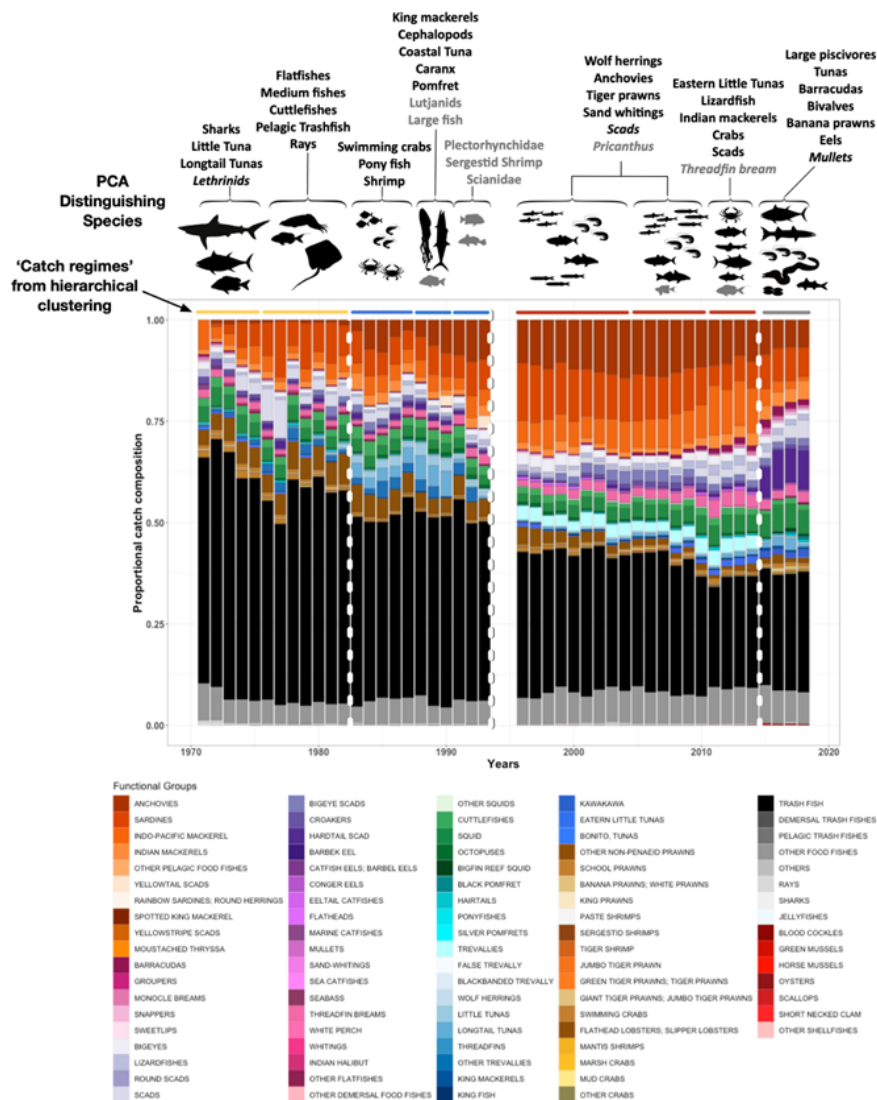 King mackerels
Cephalopods
Coastal Tuna
Caranx
Pomfret
Lutjanids
Large fish
Wolf herrings
Anchovies
Tiger prawns
Sand whitings
Scads
Pricanthus
Large piscivores
Tunas
Barracudas
Bivalves
Banana prawns
Eels
Mullets
Flatfishes
Medium fishes
Cuttlefishes
Pelagic Trashfish
Rays
Eastern Little Tunas
Lizardfish
Indian mackerels
Crabs
Scads
Threadfin bream
Sharks
Little Tuna
Longtail Tunas
Lethrinids
Swimming crabs
Pony fish
Shrimp
Plectorhynchidae
Sergestid Shrimp
Scianidae
PCA
Distinguishing
Species
'Catch regimes'
from hierarchical
clustering
1.00
0.75
0.50
0.25
0.00
Proportional catch composition
1970
1980
1990
2000
2010
2020
Years
Functional Groups
ANCHOVIES
SARDINES
INDO-PACIFIC MACKEREL
INDIAN MACKERELS
OTHER PELAGIC FOOD FISHES
YELLOWTAIL SCADS
RAINBOW SARDINES; ROUND HERRINGS
SPOTTED KING MACKEREL
YELLOWSTRIPE SCADS
MOUSTACHED THRYSSA
BARRACUDAS
GROUPERS
MONOCLE BREAMS
SNAPPERS
SWEETLIPS
BIGEYES
LIZARDFISHES
ROUND SCADS
SCADS
BIGEYE SCADS
CROAKERS
HARDTAIL SCAD
BARBEK EEL
CATFISH EELS; BARBEL EELS
CONGER EELS
EELTAIL CATFISHES
FLATHEADS
MARINE CATFISHES
MULLETS
SAND-WHITINGS
SEA CATFISHES
SEABASS
THREADFIN BREAMS
WHITE PERCH
WHITINGS
INDIAN HALIBUT
OTHER FLATFISHES
OTHER DEMERSAL FOOD FISHES
OTHER SQUIDS
CUTTLEFISHES
SQUID
OCTOPUSES
BIGFIN REEF SQUID
BLACK POMFRET
HAIRTAILS
PONYFISHES
SILVER POMFRETS
TREVALLIES
FALSE TREVALLY
BLACKBANDED TREVALLY
WOLF HERRINGS
LITTLE TUNAS
LONGTAIL TUNAS
THREADFINS
OTHER TREVALLIES
KING MACKERELS
KING FISH
KAWAKAWA
EATERN LITTLE TUNAS
BONITO, TUNAS
OTHER NON-PENAEID PRAWNS
SCHOOL PRAWNS
BANANA PRAWNS; WHITE PRAWNS
KING PRAWNS
PASTE SHRIMPS
SERGESTID SHRIMPS
TIGER SHRIMP
JUMBO TIGER PRAWN
GREEN TIGER PRAWNS; TIGER PRAWNS
GIANT TIGER PRAWNS; JUMBO TIGER PRAWNS
SWIMMING CRABS
FLATHEAD LOBSTERS; SLIPPER LOBSTERS
MANTIS SHRIMPS
MARSH CRABS
MUD CRABS
OTHER CRABS
TRASH FISH
DEMERSAL TRASH FISHES
PELAGIC TRASH FISHES
OTHER FOOD FISHES
OTHERS
RAYS
SHARKS
JELLYFISHES
BLOOD COCKLES
GREEN MUSSELS
HORSE MUSSELS
OYSTERS
SCALLOPS
SHORT NECKED CLAM
OTHER SHELLFISHES